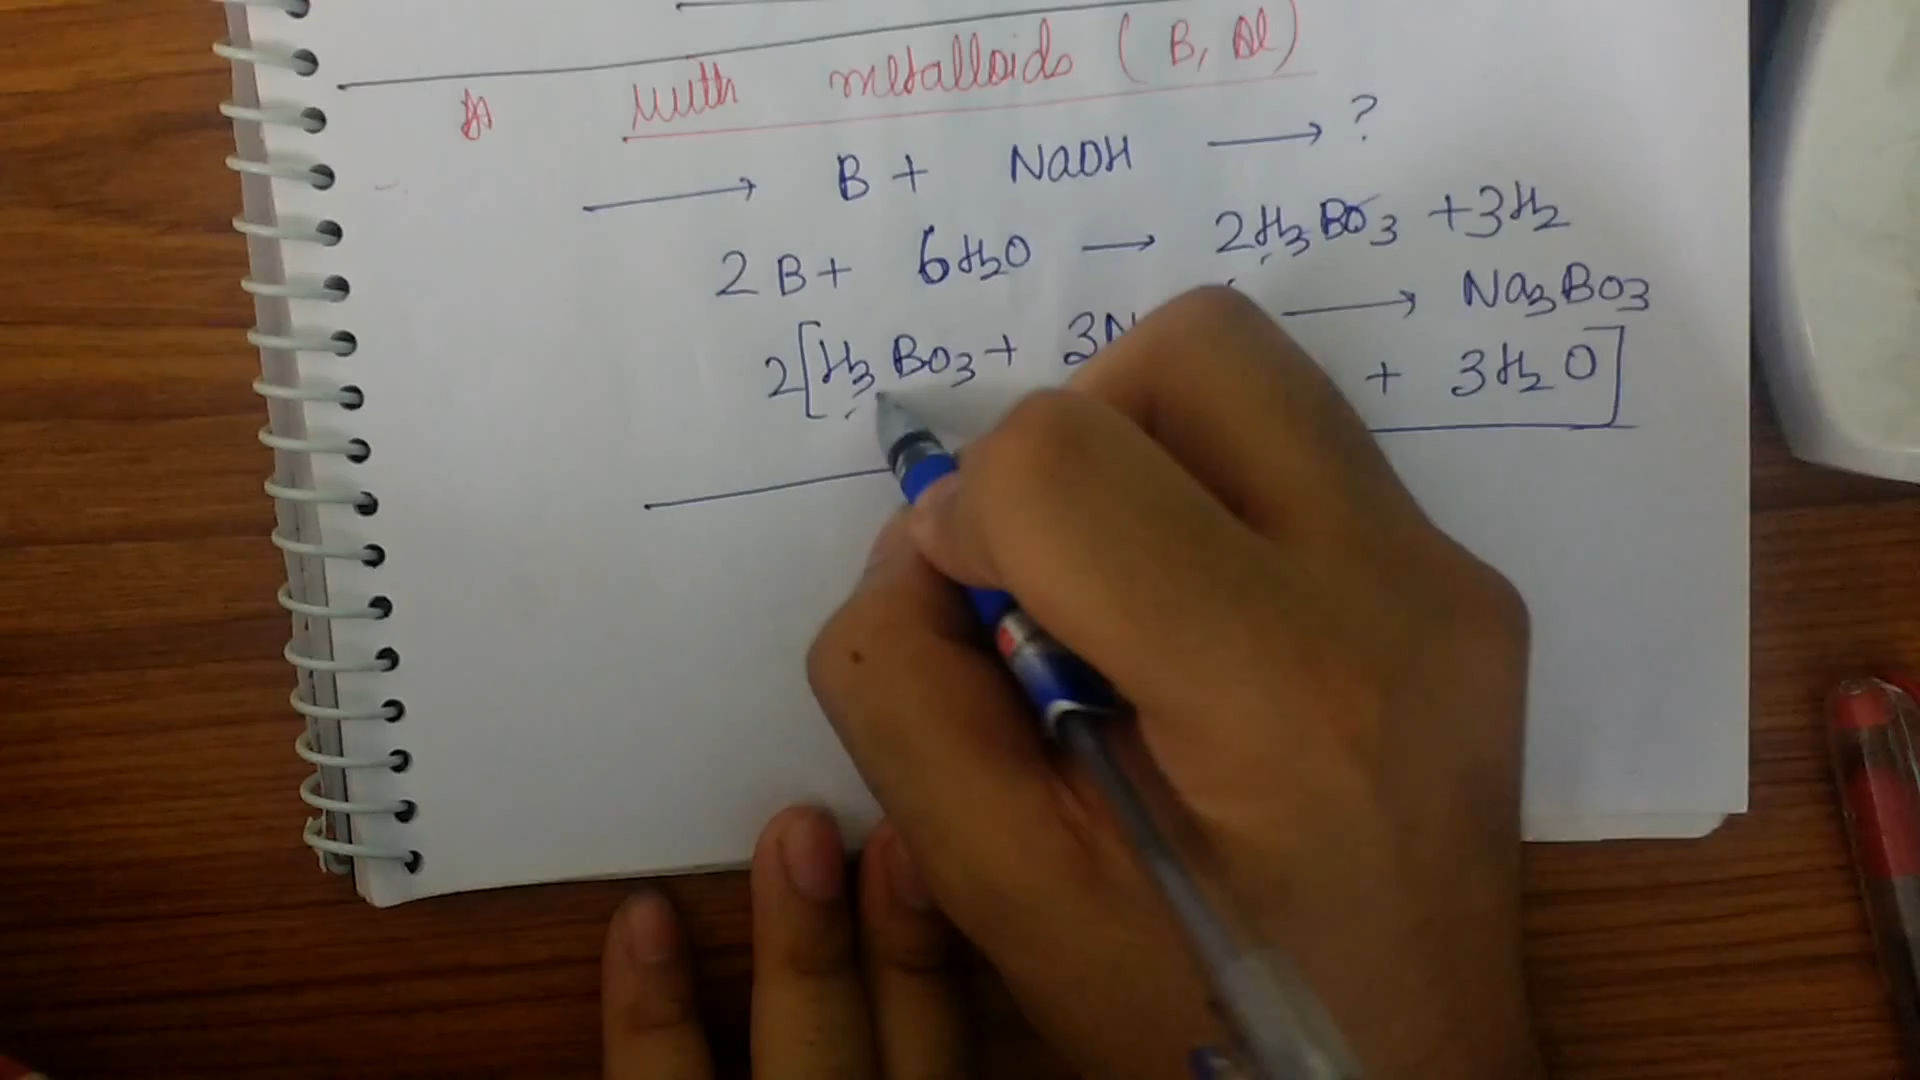 With metalloids (B, Al)
→ B + NaOH → ?
2B + 6H2O → 2H3BO3 + 3H2
2[H3BO3 + 3N → Na3BO3
+ 3H2O]